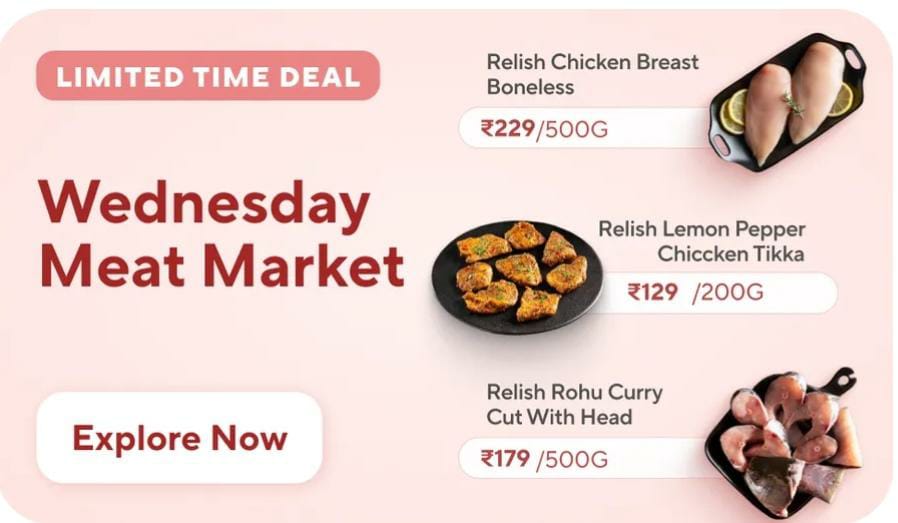 LIMITED TIME DEAL
Wednesday
Meat Market
Explore Now
Relish Chicken Breast
Boneless
₹229/500G
Relish Lemon Pepper
Chiccken Tikka
₹129 /200G
Relish Rohu Curry
Cut With Head
₹179 /500G